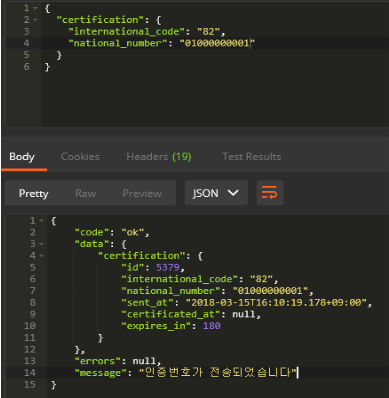 1 {
2 "certification": {
3 "international_code": "82",
4 "national_number": "01000000001"
5 }
6 }
Body Cookies Headers (19) Test Results
Pretty Raw Preview JSON
1 {
2 "code": "ok",
3 "data": {
4 "certification": {
5 "id": 5379,
6 "international_code": "82",
7 "national_number": "01000000001",
8 "sent_at": "2018-03-15T16:10:19.178+09:00",
9 "certificated_at": null,
10 "expires_in": 180
11 }
12 },
13 "errors": null,
14 "message": "인증번호가 전송되었습니다"
15 }